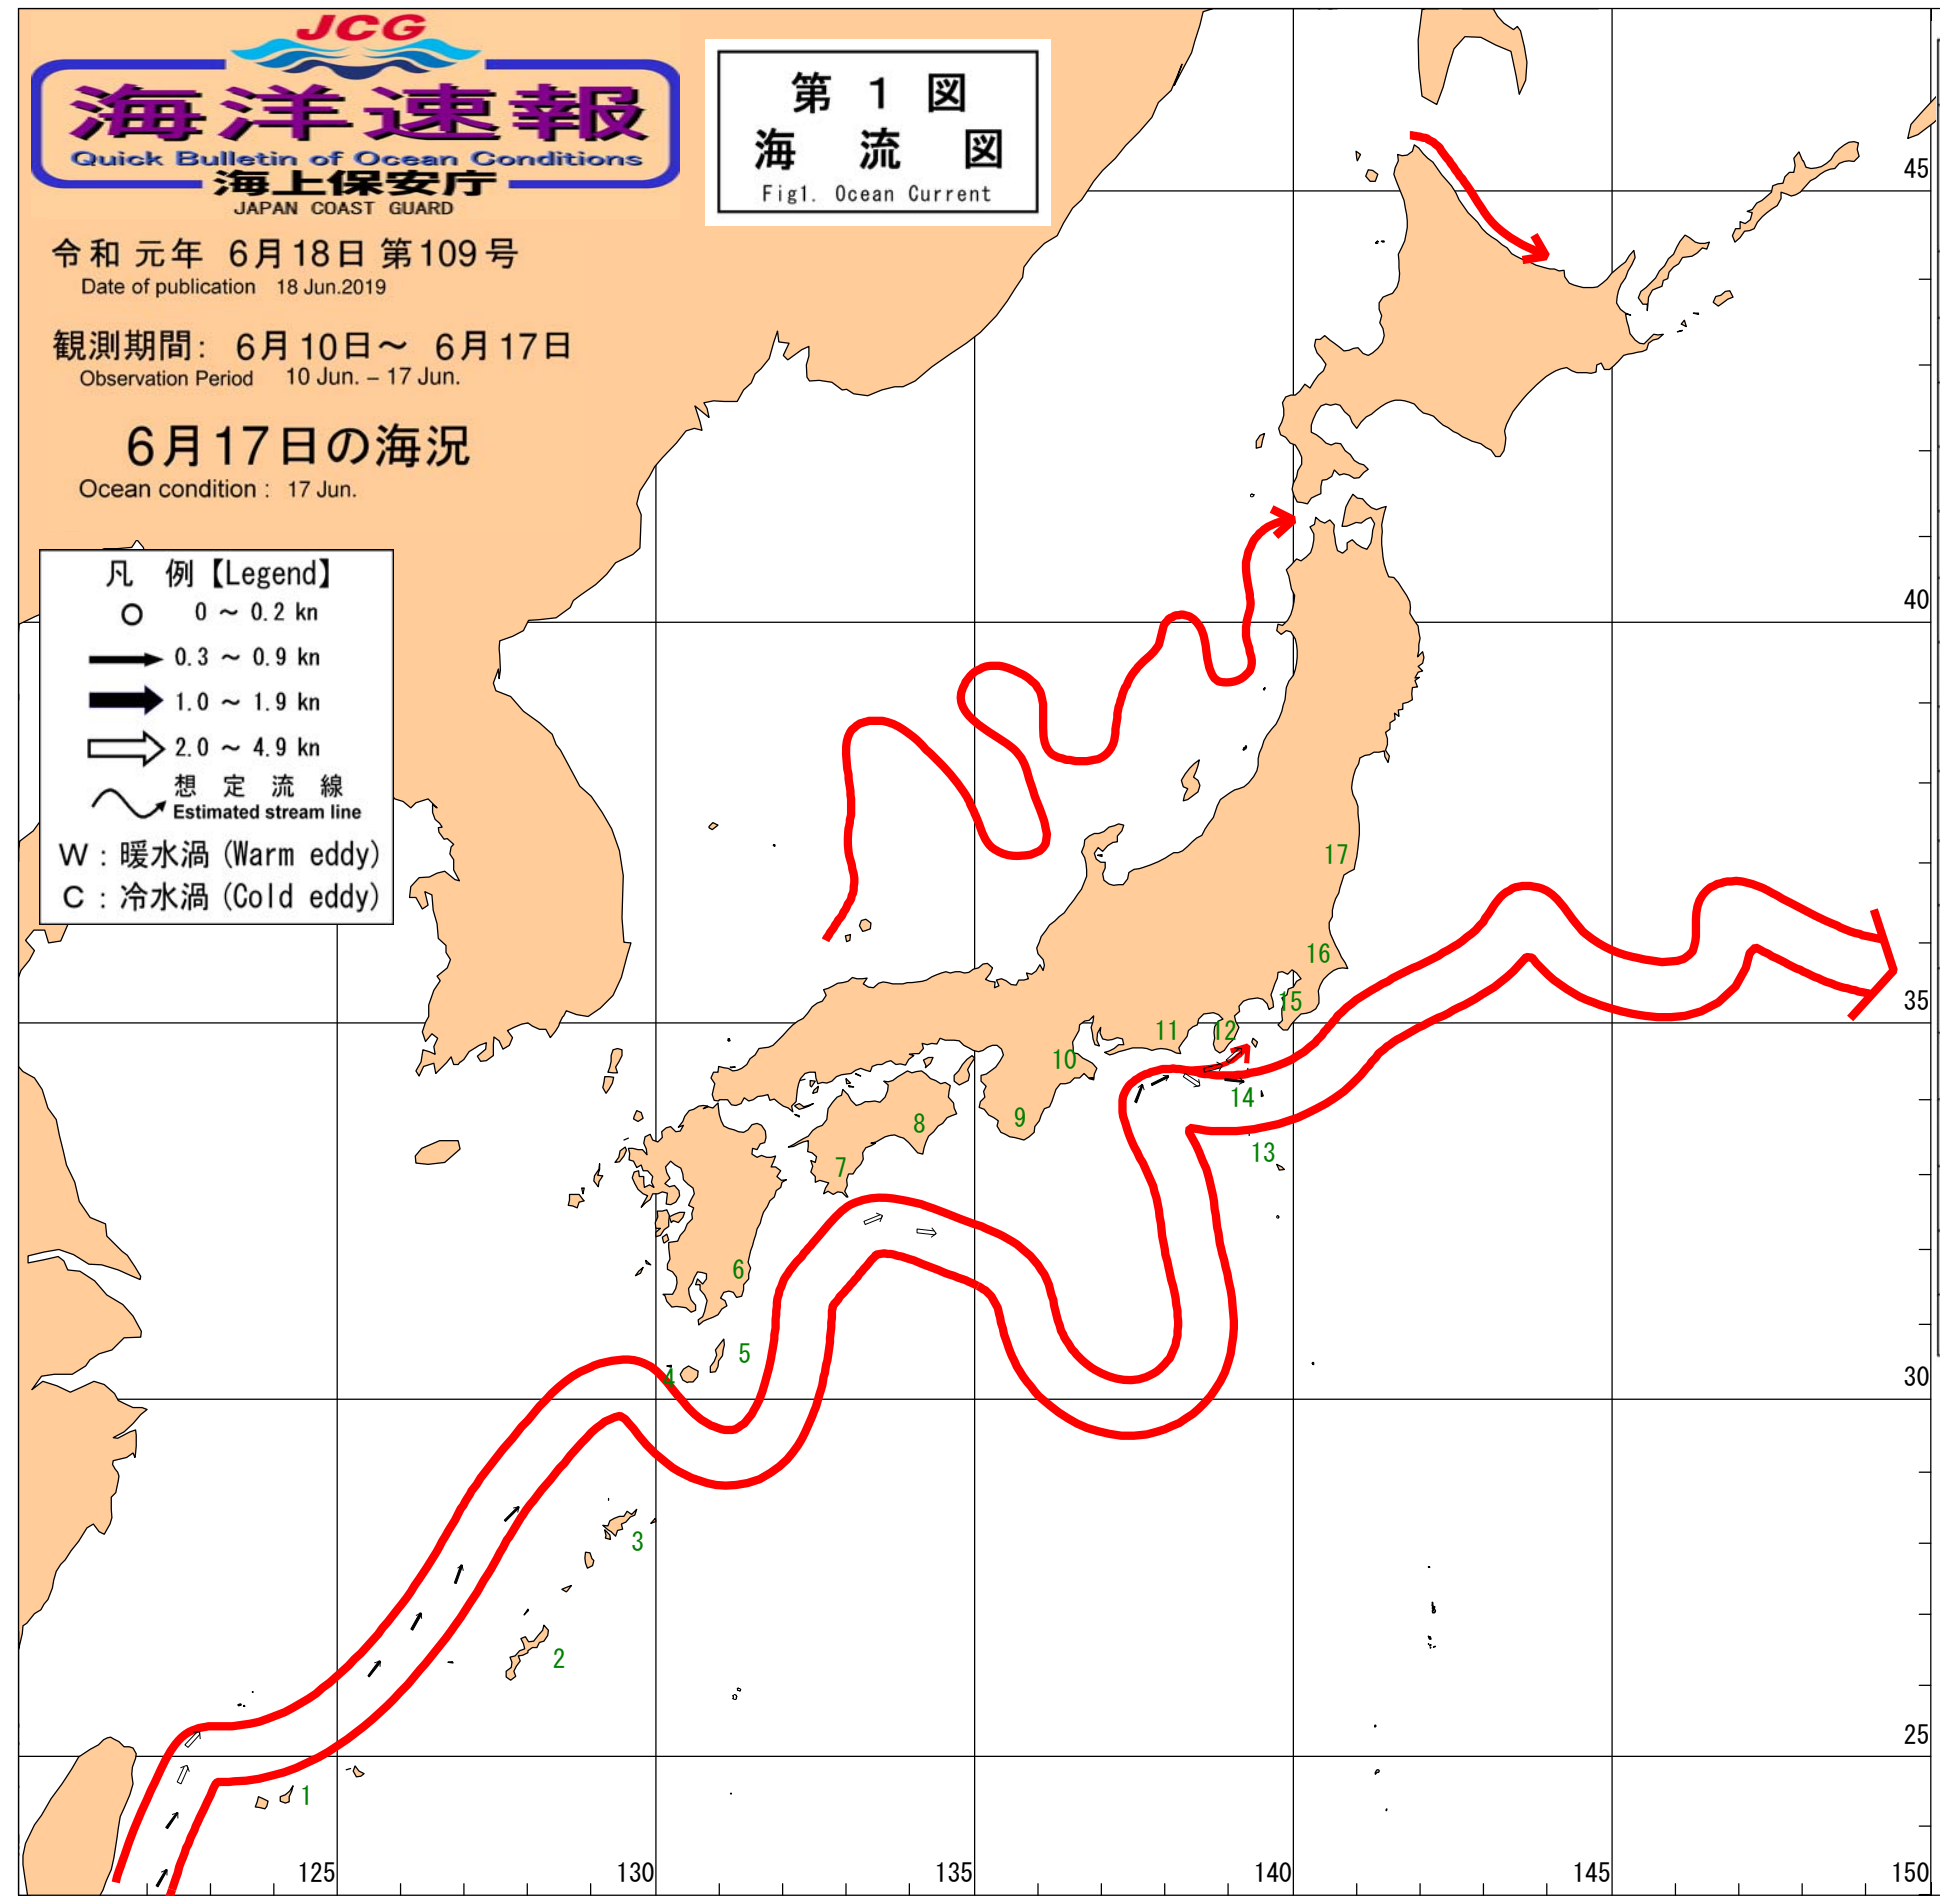 JCG
海洋速報
Quick Bulletin of Ocean Conditions
海上保安庁
JAPAN COAST GUARD
令和 元年 6月18日 第109号
Date of publication 18 Jun.2019
観測期間: 6月10日～ 6月17日
Observation Period 10 Jun. – 17 Jun.
6月17日の海況
Ocean condition : 17 Jun.
第 1 図
海 流 図
Fig1. Ocean Current
凡 例【Legend】
0 ～ 0.2 kn
0.3 ～ 0.9 kn
1.0 ～ 1.9 kn
2.0 ～ 4.9 kn
想 定 流 線
Estimated stream line
W : 暖水渦 (Warm eddy)
C : 冷水渦 (Cold eddy)
45
40
17
16
35
15
12
11
10
14
9
8
13
7
6
5
4
30
3
2
25
1
125
130
135
140
145
150